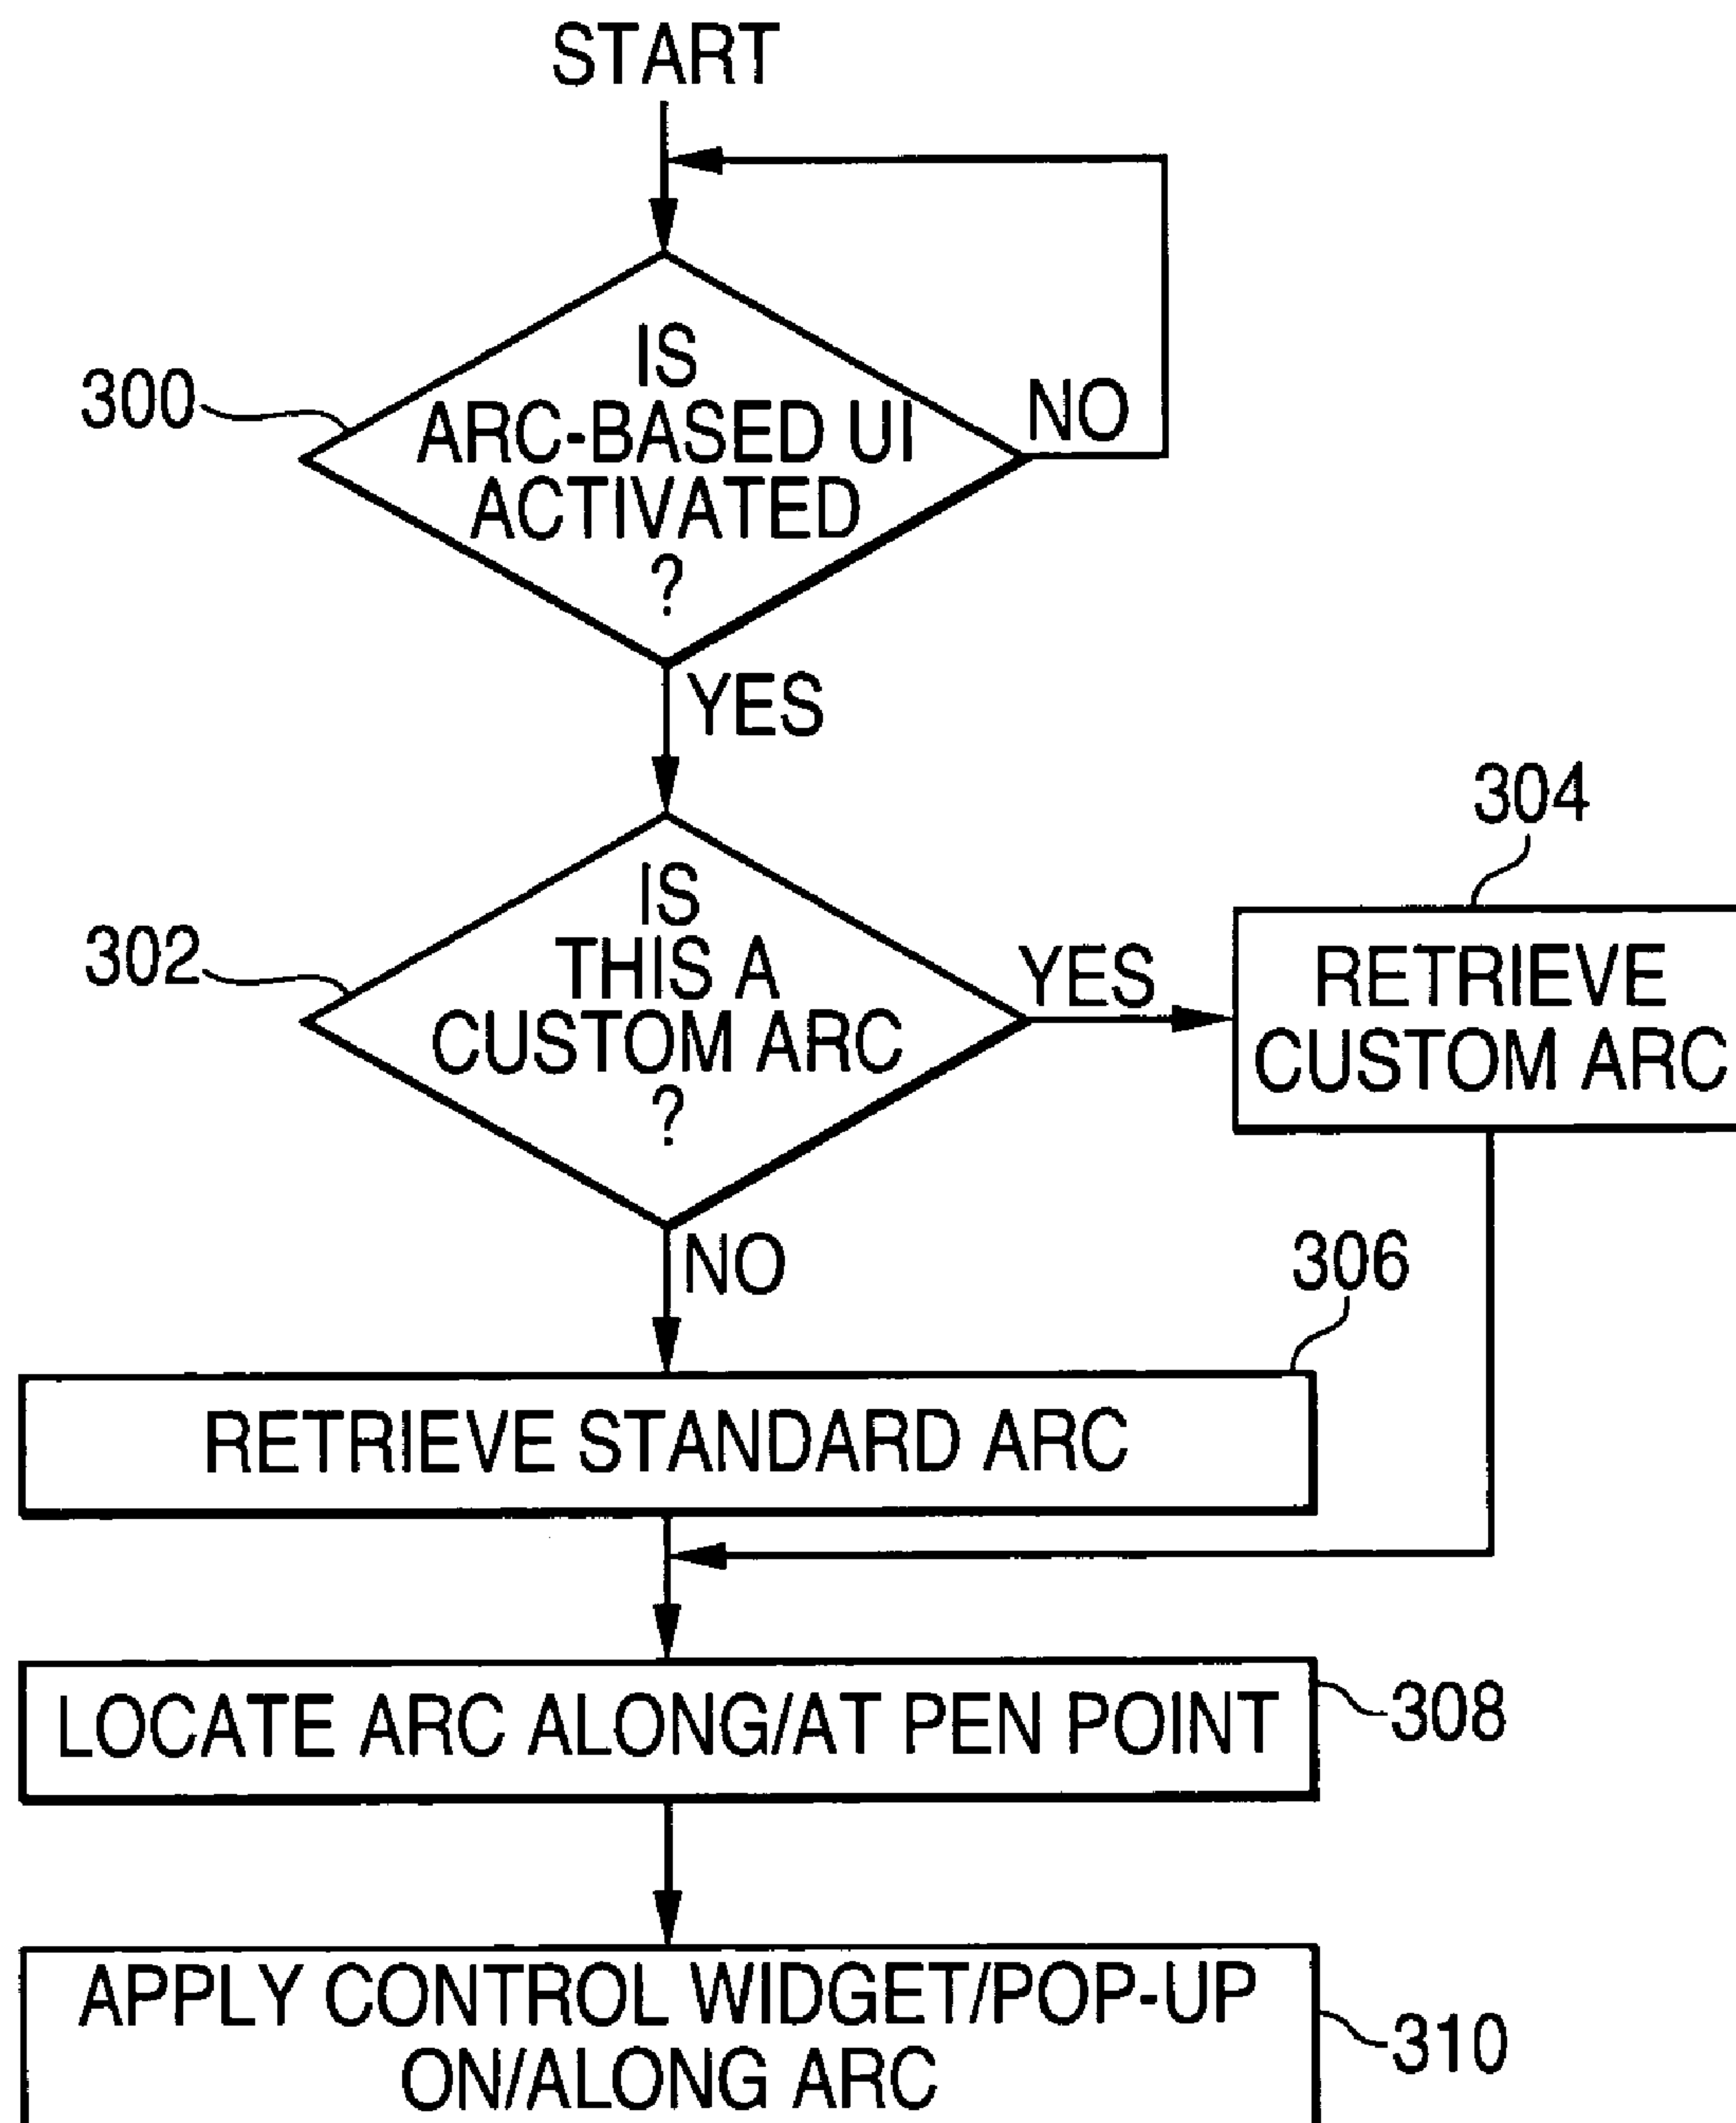 START
300
IS
ARC-BASED UI
ACTIVATED
?
NO
YES
302
IS
THIS A
CUSTOM ARC
?
YES
304
RETRIEVE
CUSTOM ARC
NO
306
RETRIEVE STANDARD ARC
LOCATE ARC ALONG/AT PEN POINT
308
APPLY CONTROL WIDGET/POP-UP
ON/ALONG ARC
310